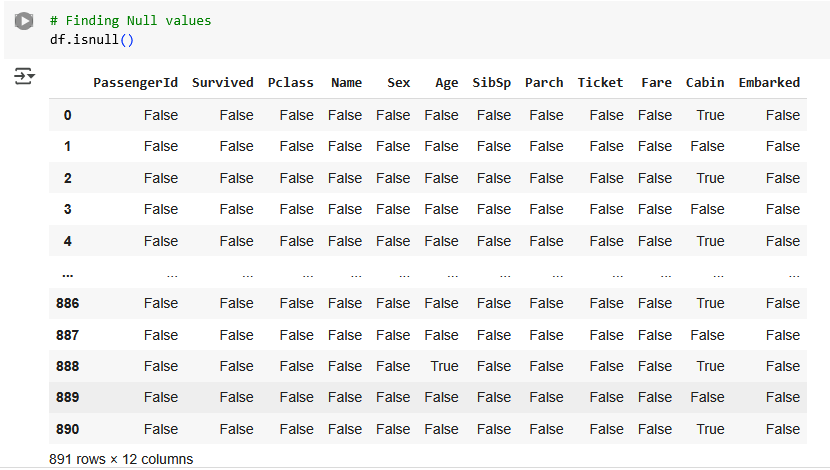 # Finding Null values
df.isnull()
PassengerId Survived Pclass Name Sex Age SibSp Parch Ticket Fare Cabin Embarked
0 False False False False False False False False False False True False
1 False False False False False False False False False False False False
2 False False False False False False False False False False True False
3 False False False False False False False False False False False False
4 False False False False False False False False False False True False
... ... ... ... ... ... ... ... ... ... ... ... ...
886 False False False False False False False False False False True False
887 False False False False False False False False False False False False
888 False False False False False True False False False False True False
889 False False False False False False False False False False False False
890 False False False False False False False False False False True False
891 rows × 12 columns